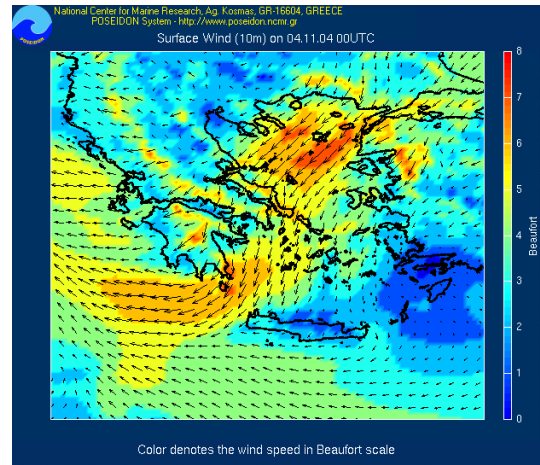 National Center for Marine Research, Ag. Kosmas, GR-16604, GREECE
POSEIDON System - http://www.poseidon.ncmr.gr
POSEIDON
Surface Wind (10m) on 04.11.04 00UTC
8
7
6
5
4
3
2
1
0
Beaufort
Color denotes the wind speed in Beaufort scale